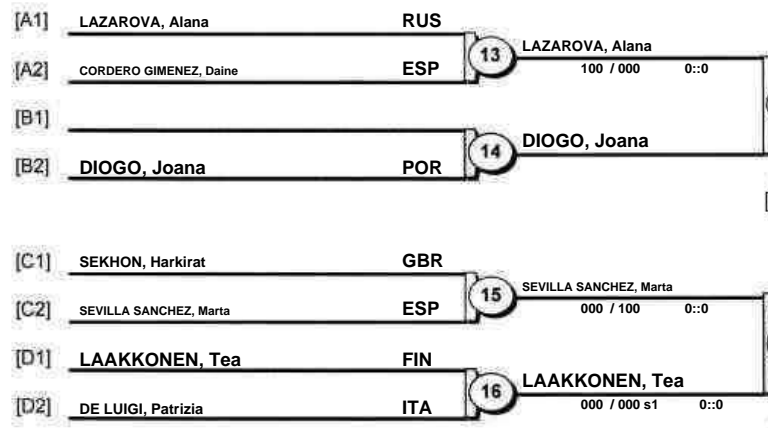 [A1] LAZAROVA, Alana RUS
13 LAZAROVA, Alana
[A2] CORDERO GIMENEZ, Daine ESP
100 / 000 0::0
[B1]
14 DIOGO, Joana
[B2] DIOGO, Joana POR
[C1] SEKHON, Harkirat GBR
15 SEVILLA SANCHEZ, Marta
[C2] SEVILLA SANCHEZ, Marta ESP
000 / 100 0::0
[D1] LAAKKONEN, Tea FIN
16 LAAKKONEN, Tea
[D2] DE LUIGI, Patrizia ITA
000 / 000 s1 0::0